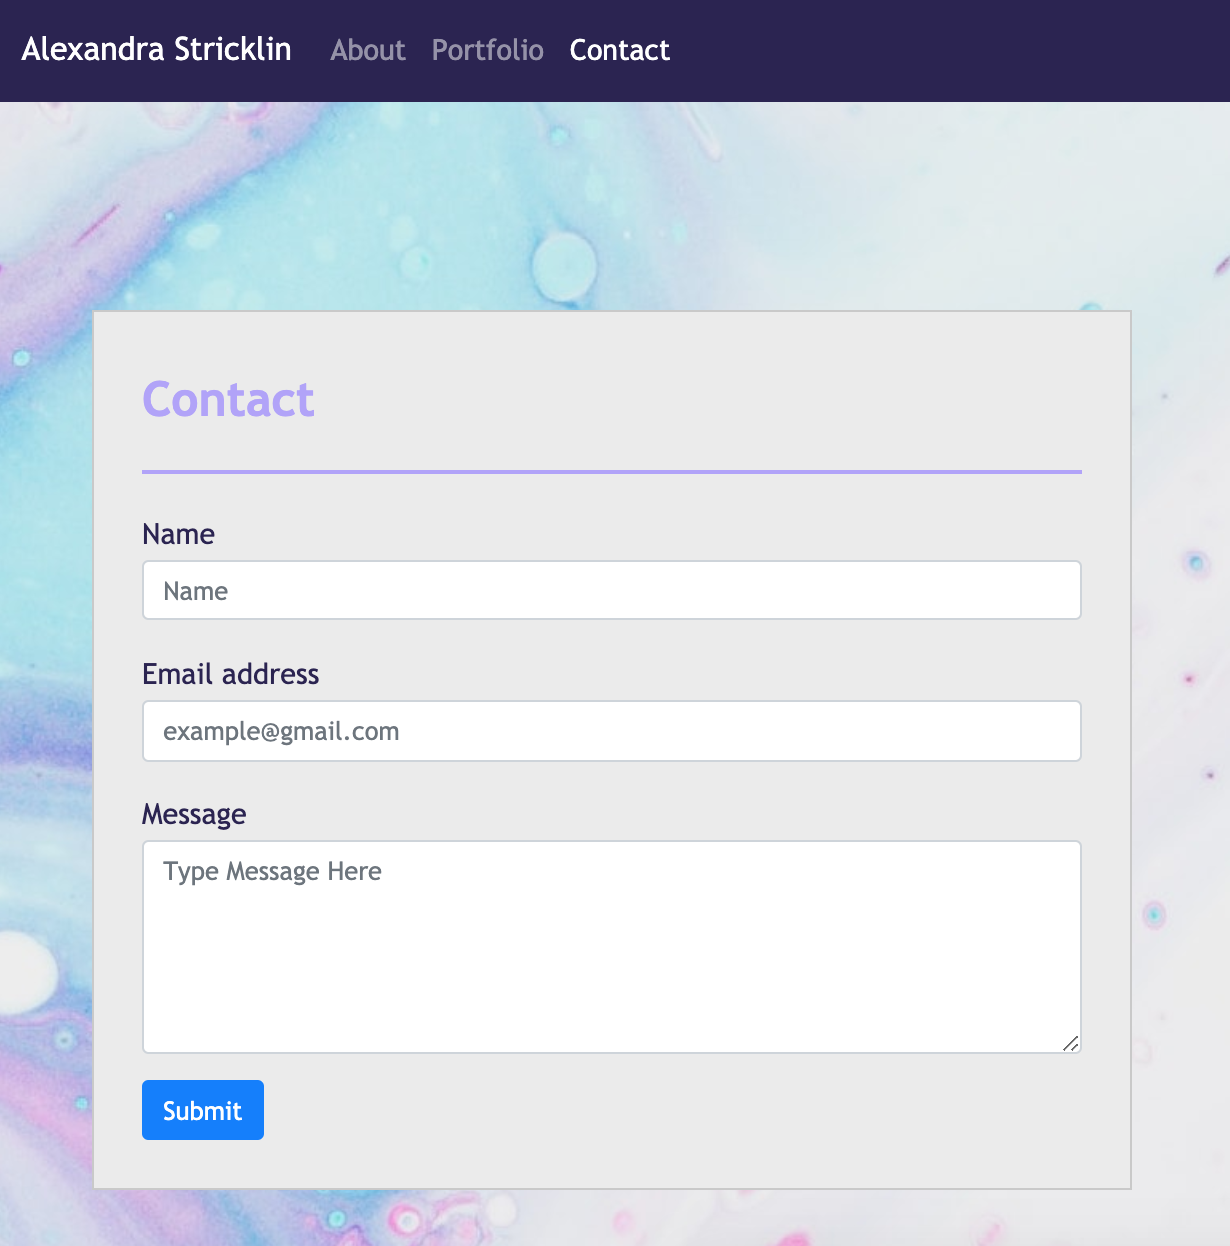 Alexandra Stricklin About Portfolio Contact
Contact
Name
Name
Email address
example@gmail.com
Message
Type Message Here
Submit